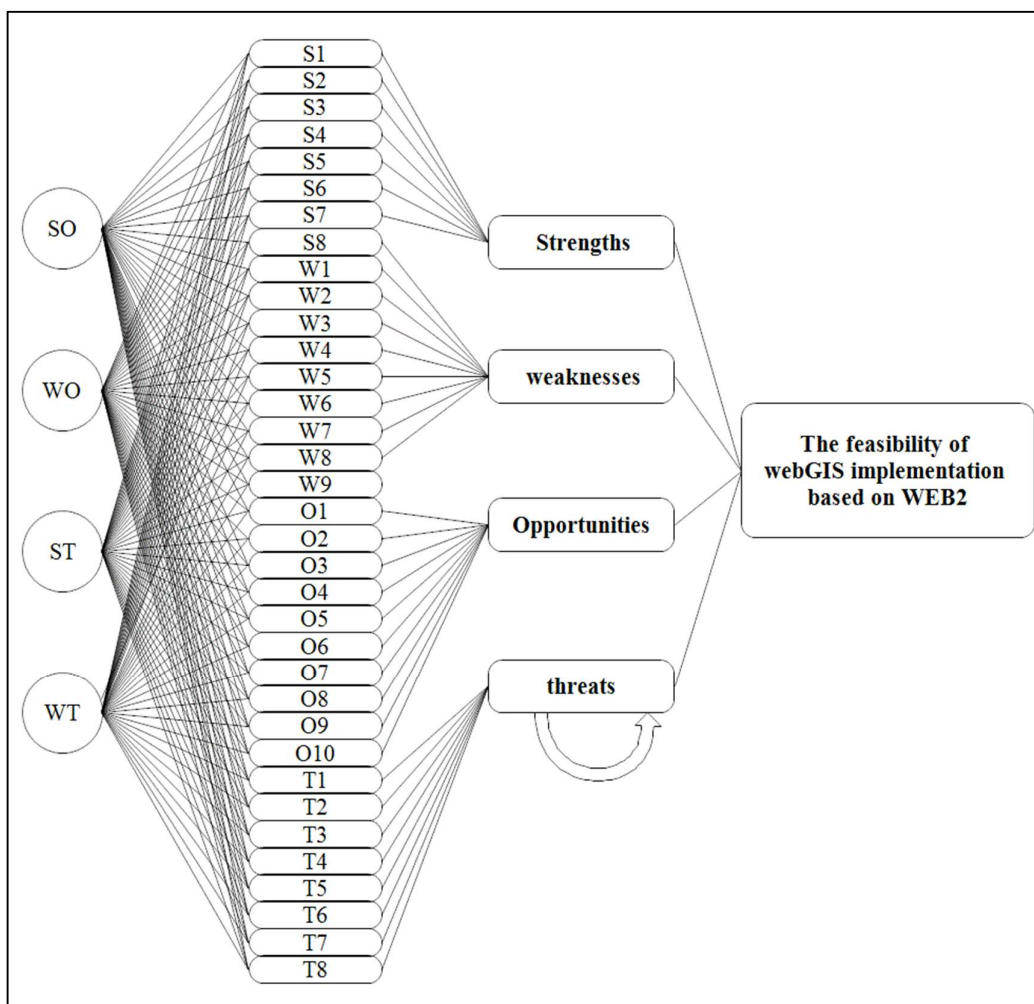 SO
WO
ST
WT
S1
S2
S3
S4
S5
S6
S7
S8
W1
W2
W3
W4
W5
W6
W7
W8
W9
O1
O2
O3
O4
O5
O6
O7
O8
O9
O10
T1
T2
T3
T4
T5
T6
T7
T8
Strengths
weaknesses
Opportunities
threats
The feasibility of
webGIS implementation
based on WEB2